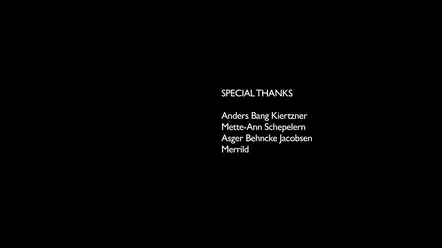 SPECIAL THANKS
Anders Bang Kiertzner
Mette-Ann Schepelern
Asger Behncke Jacobsen
Merrild